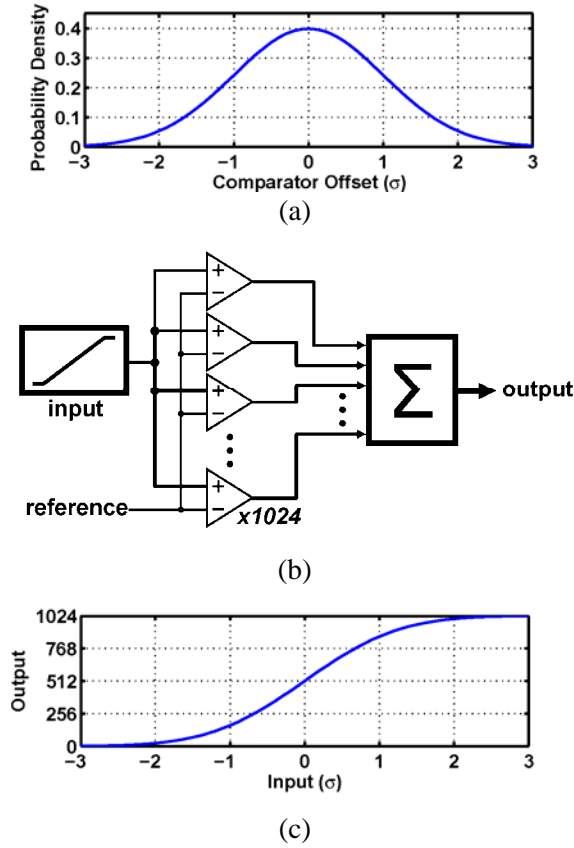 0.4
0.3
0.2
0.1
0
Probability Density
−3 −2 −1 0 1 2 3
Comparator Offset (σ)
(a)
+
−
+
−
+
−
+
−
input
reference
x1024
Σ
output
(b)
1024
768
512
256
0
Output
−3 −2 −1 0 1 2 3
Input (σ)
(c)